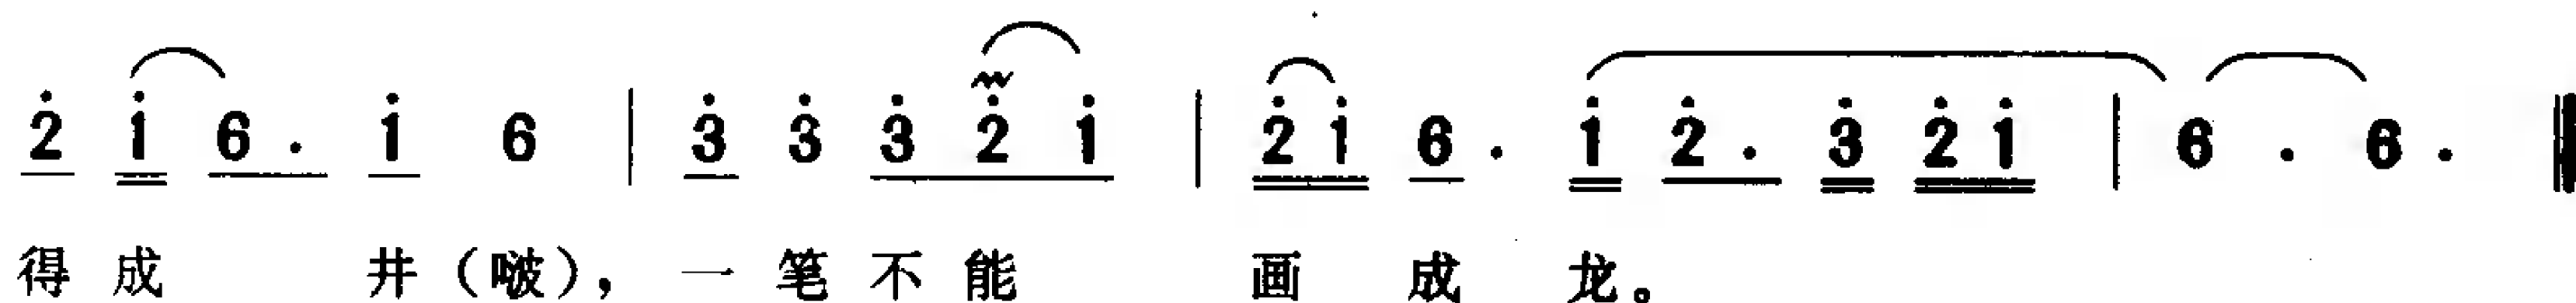 2̇ 1̇ 6 . 1̇ 6 | 3̇ 3̇ 3̇ 2̇ 1̇ | 2̇ 1̇ 6 . 1̇ 2̇ . 3̇ 2̇ 1̇ | 6 . 6 .
得 成 井 (啵), 一 笔 不 能 画 成 龙。